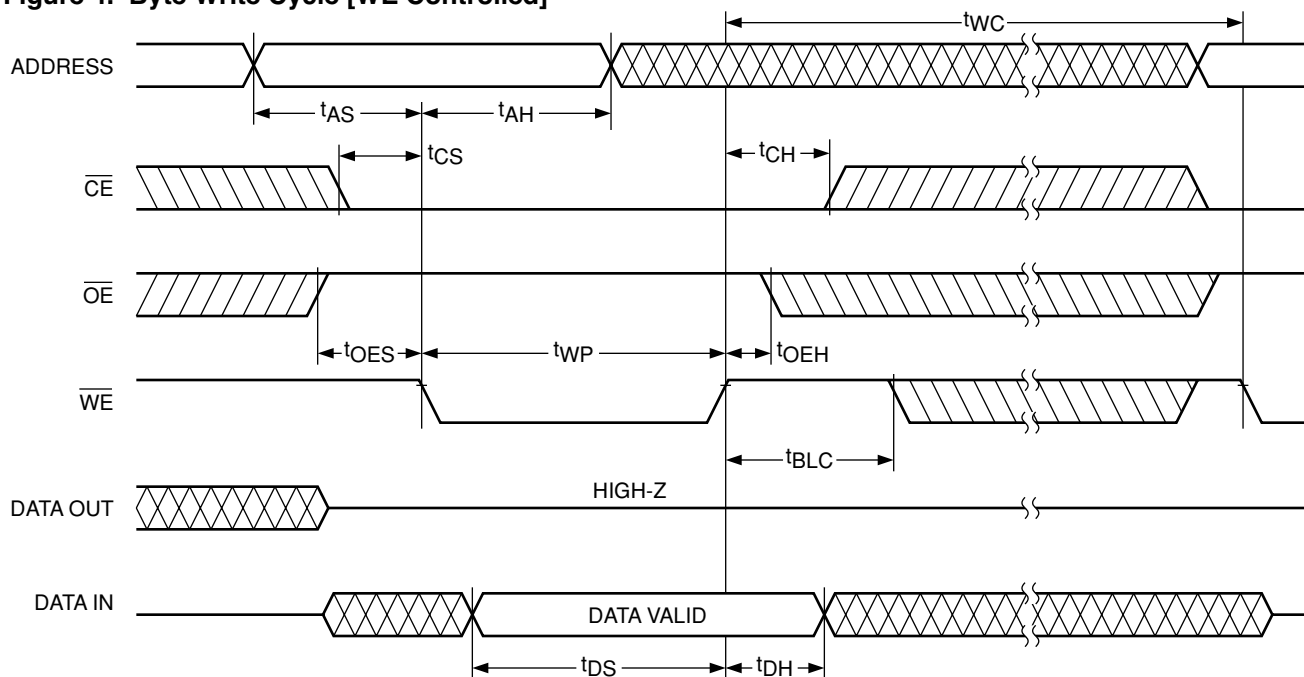 Figure 4. Byte Write Cycle [WE Controlled]
tWC
ADDRESS
tAS
tAH
tCS
tCH
CE
OE
tOES
tWP
tOEH
WE
tBLC
HIGH-Z
DATA OUT
DATA IN
DATA VALID
tDS
tDH